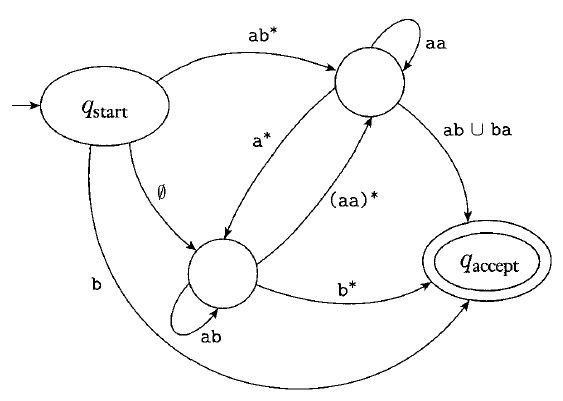 ab*
aa
q_start
a*
ab ∪ ba
∅
(aa)*
q_accept
b
b*
ab